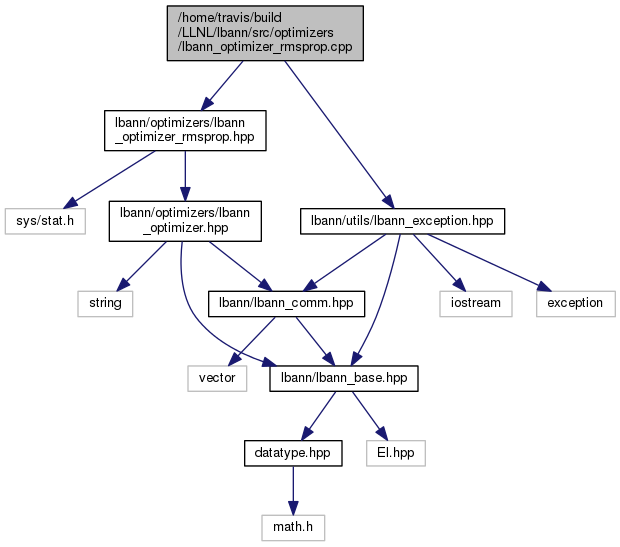 /home/travis/build
/LLNL/lbann/src/optimizers
/lbann_optimizer_rmsprop.cpp
lbann/optimizers/lbann
_optimizer_rmsprop.hpp
sys/stat.h
lbann/optimizers/lbann
_optimizer.hpp
lbann/utils/lbann_exception.hpp
string
lbann/lbann_comm.hpp
iostream
exception
vector
lbann/lbann_base.hpp
datatype.hpp
El.hpp
math.h